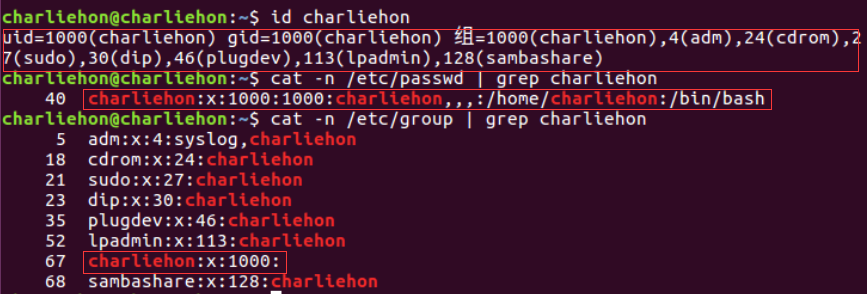 charliehon@charliehon:~$ id charliehon
uid=1000(charliehon) gid=1000(charliehon) 组=1000(charliehon),4(adm),24(cdrom),2
7(sudo),30(dip),46(plugdev),113(lpadmin),128(sambashare)
charliehon@charliehon:~$ cat -n /etc/passwd | grep charliehon
40 charliehon:x:1000:1000:charliehon,,,:/home/charliehon:/bin/bash
charliehon@charliehon:~$ cat -n /etc/group | grep charliehon
5 adm:x:4:syslog,charliehon
18 cdrom:x:24:charliehon
21 sudo:x:27:charliehon
23 dip:x:30:charliehon
35 plugdev:x:46:charliehon
52 lpadmin:x:113:charliehon
67 charliehon:x:1000:
68 sambashare:x:128:charliehon